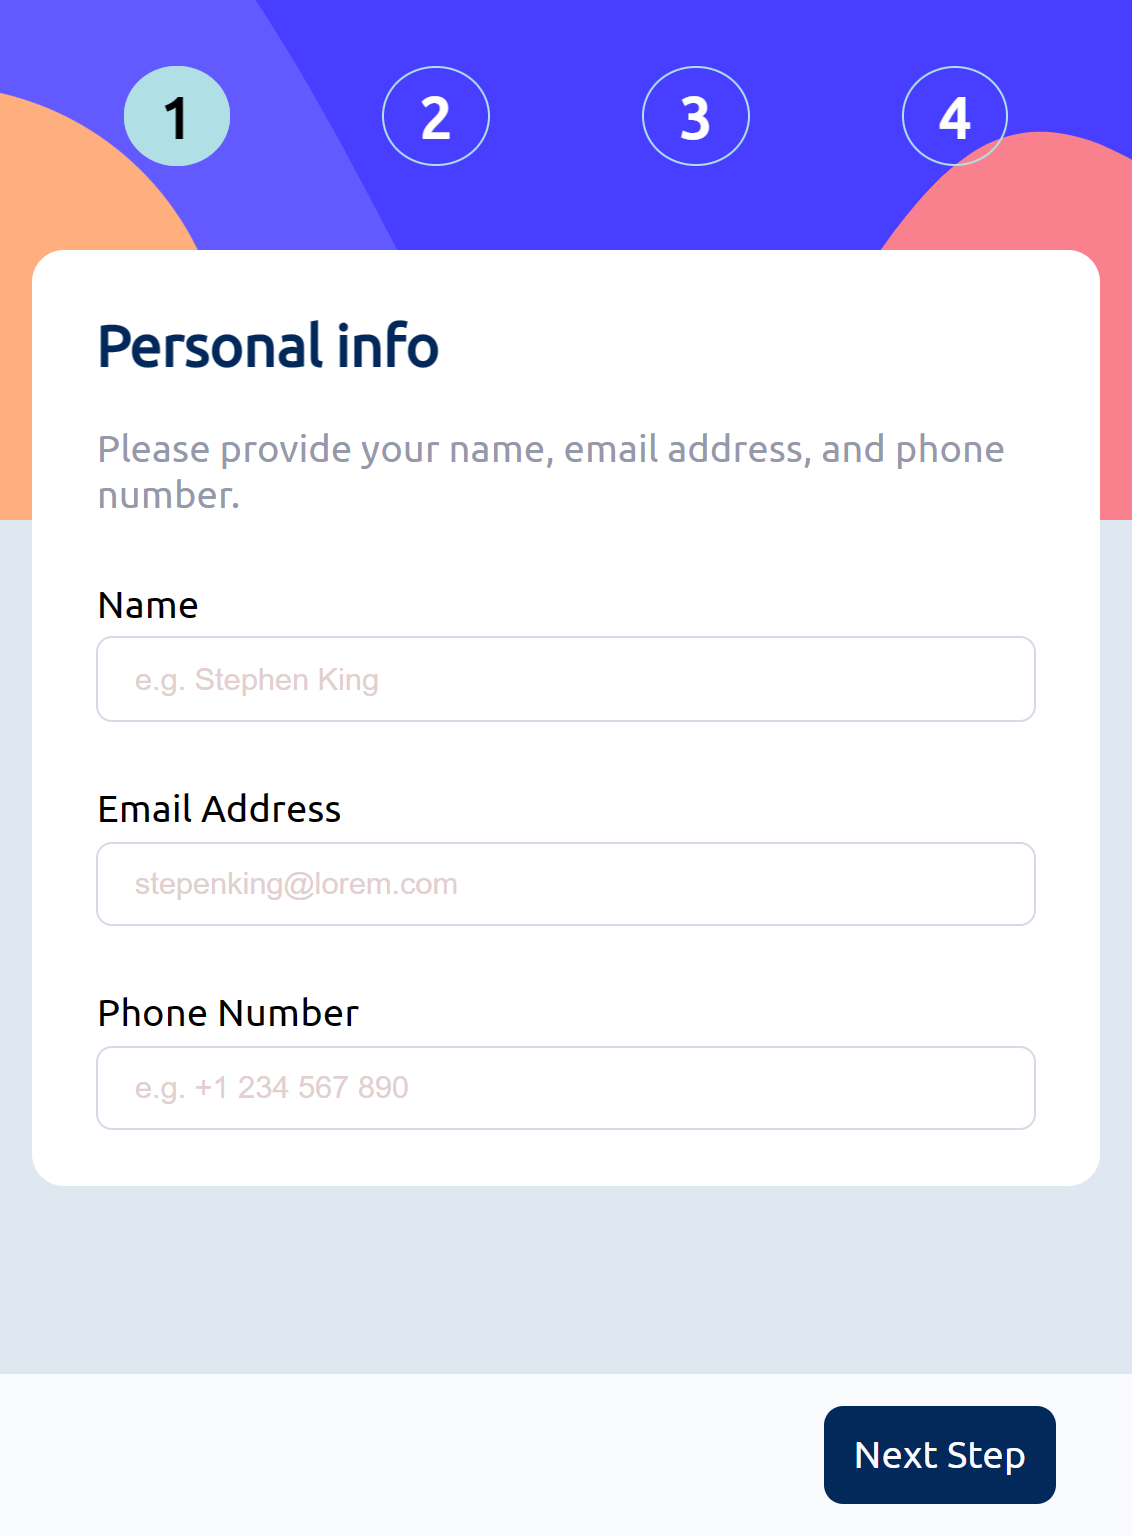 1 2 3 4
Personal info
Please provide your name, email address, and phone
number.
Name
e.g. Stephen King
Email Address
stepenking@lorem.com
Phone Number
e.g. +1 234 567 890
Next Step